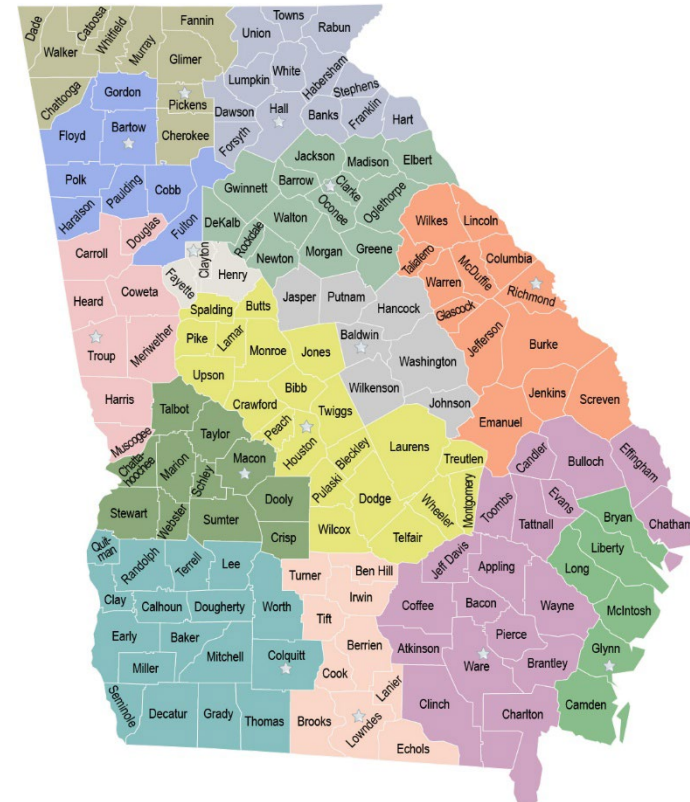 Dade
Catoosa
Whitfield
Murray
Fannin
Walker
Gilmer
Chattooga
Pickens
Cherokee
Union
Towns
Rabun
Lumpkin
White
Habersham
Stephens
Dawson
Hall
Banks
Franklin
Hart
Forsyth
Gordon
Floyd
Bartow
Polk
Paulding
Cobb
Haralson
Fulton
Jackson
Madison
Elbert
Gwinnett
Barrow
Clarke
Oconee
Oglethorpe
DeKalb
Walton
Rockdale
Newton
Morgan
Greene
Wilkes
Lincoln
Taliaferro
Columbia
McDuffie
Warren
Richmond
Glascock
Jefferson
Burke
Jenkins
Screven
Emanuel
Carroll
Douglas
Heard
Coweta
Troup
Meriwether
Harris
Muscogee
Fayette
Clayton
Henry
Spalding
Butts
Pike
Lamar
Monroe
Jones
Upson
Bibb
Crawford
Twiggs
Peach
Houston
Bleckley
Laurens
Treutlen
Pulaski
Dodge
Wheeler
Montgomery
Wilcox
Telfair
Jasper
Putnam
Hancock
Baldwin
Washington
Wilkenson
Johnson
Talbot
Taylor
Chatta-
hoochee
Marion
Schley
Macon
Dooly
Stewart
Webster
Sumter
Crisp
Quit-
man
Randolph
Terrell
Lee
Clay
Calhoun
Dougherty
Worth
Early
Baker
Miller
Mitchell
Colquitt
Seminole
Decatur
Grady
Thomas
Turner
Ben Hill
Irwin
Tift
Berrien
Cook
Lanier
Brooks
Lowndes
Echols
Candler
Bulloch
Effingham
Toombs
Evans
Tattnall
Chatham
Jeff Davis
Appling
Coffee
Bacon
Wayne
Atkinson
Pierce
Ware
Brantley
Clinch
Charlton
Bryan
Liberty
Long
McIntosh
Glynn
Camden